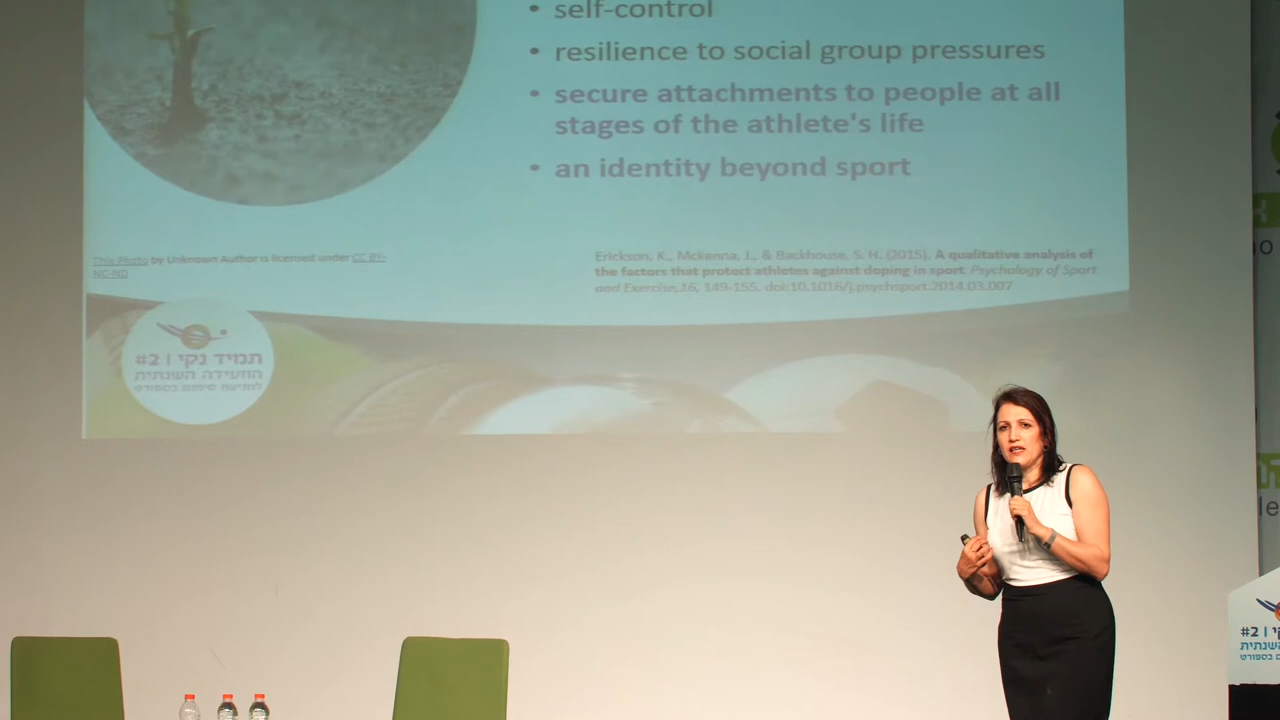 • self-control
• resilience to social group pressures
• secure attachments to people at all
stages of the athlete's life
• an identity beyond sport
This Photo by Unknown Author is licensed under CC BY-
NC-ND
Erickson, K., Mckenna, J., & Backhouse, S. H. (2015). A qualitative analysis of
the factors that protect athletes against doping in sport. Psychology of Sport
and Exercise,16, 149-155. doi:10.1016/j.psychsport.2014.03.007
תמיד נקי | #2
הוועידה השנתית
למניעת סימום בספורט
#2 |
השנתית
בספורט